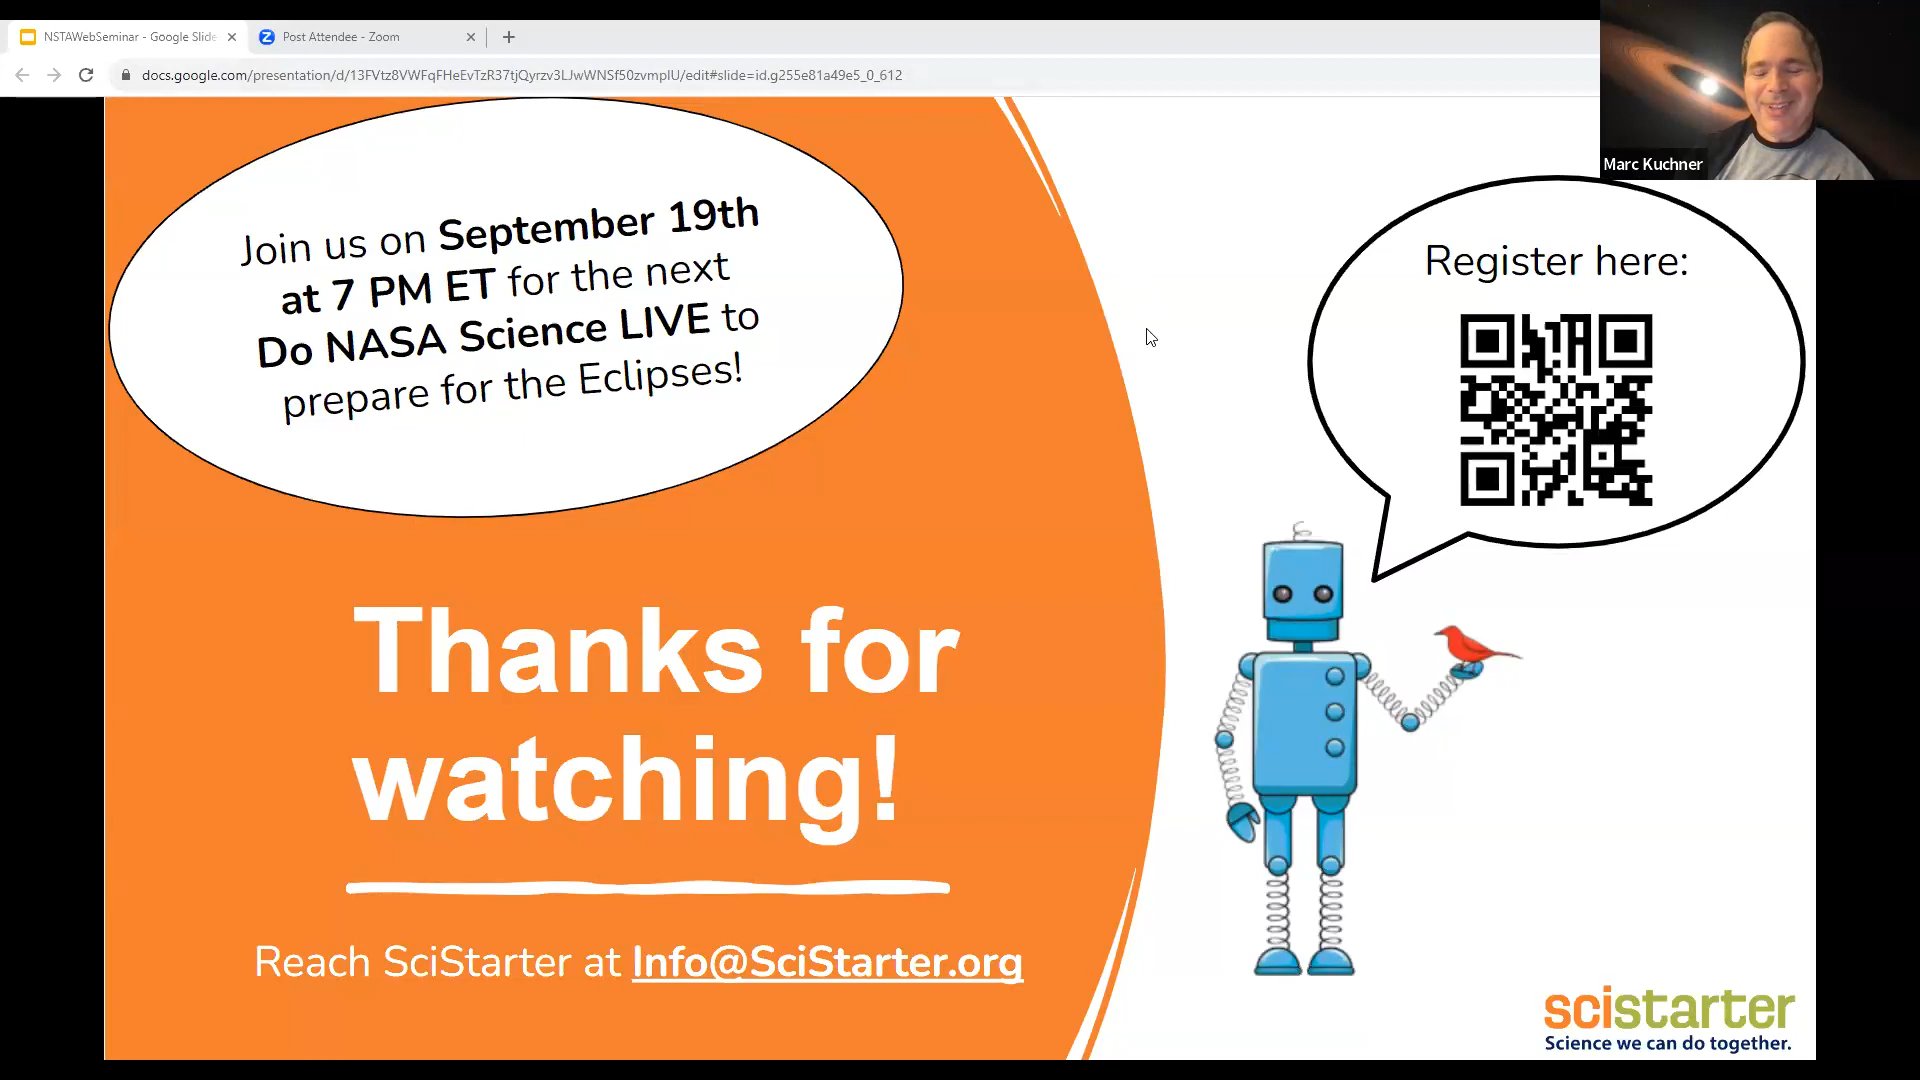 NSTAWebSeminar - Google Slide
Post Attendee - Zoom
docs.google.com/presentation/d/13FVtz8VWFqFHeEvTzR37tjQyrzv3LJwWNSf50zvmpIU/edit#slide=id.g255e81a49e5_0_612
Marc Kuchner
Join us on September 19th
at 7 PM ET for the next
Do NASA Science LIVE to
prepare for the Eclipses!
Register here:
Thanks for
watching!
Reach SciStarter at Info@SciStarter.org
scistarter
Science we can do together.